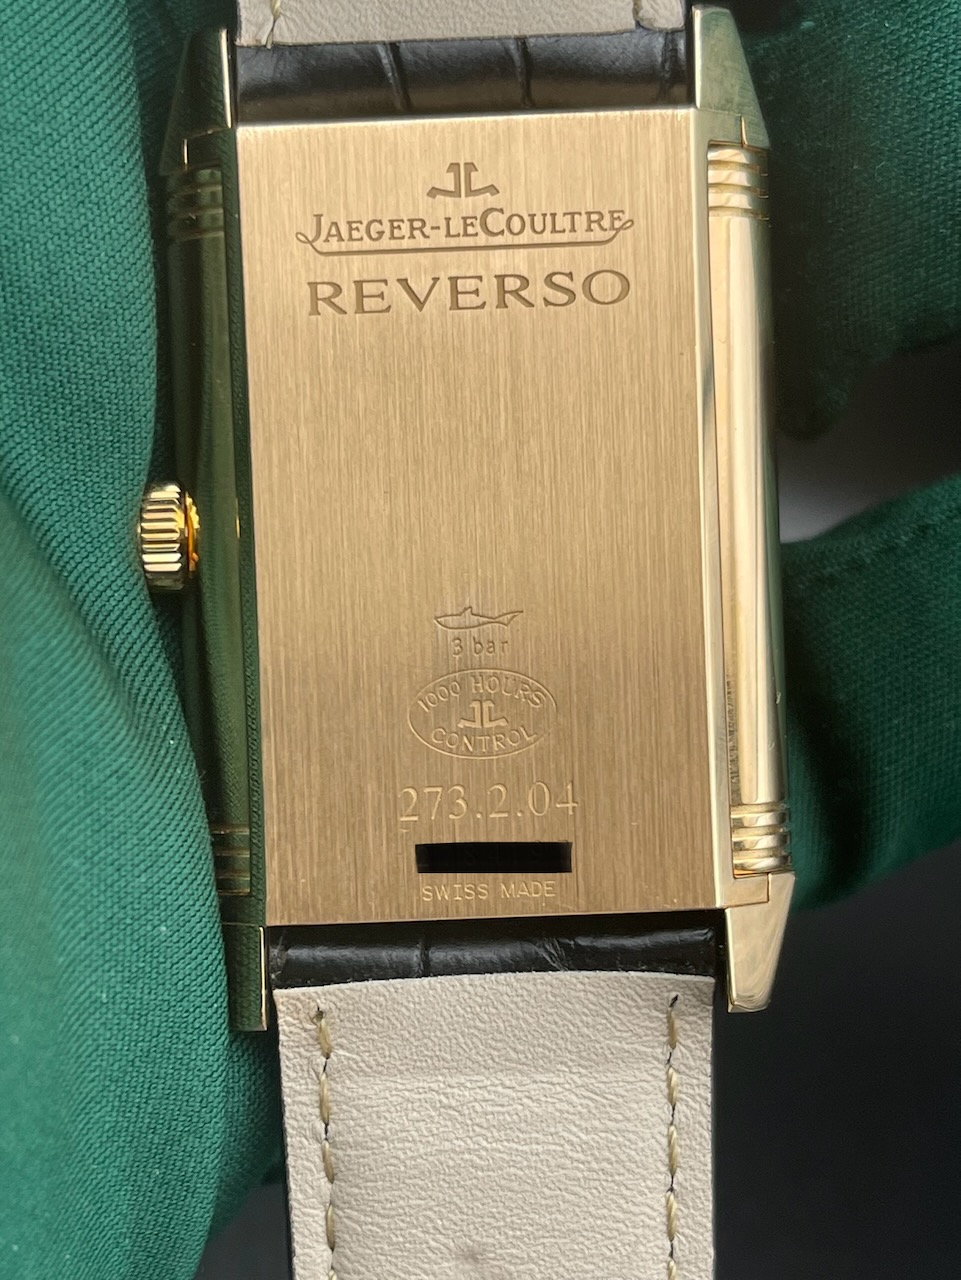 JAEGER-LECOULTRE
REVERSO
3 bar
1000 HOURS
CONTROL
273.2.04
SWISS MADE